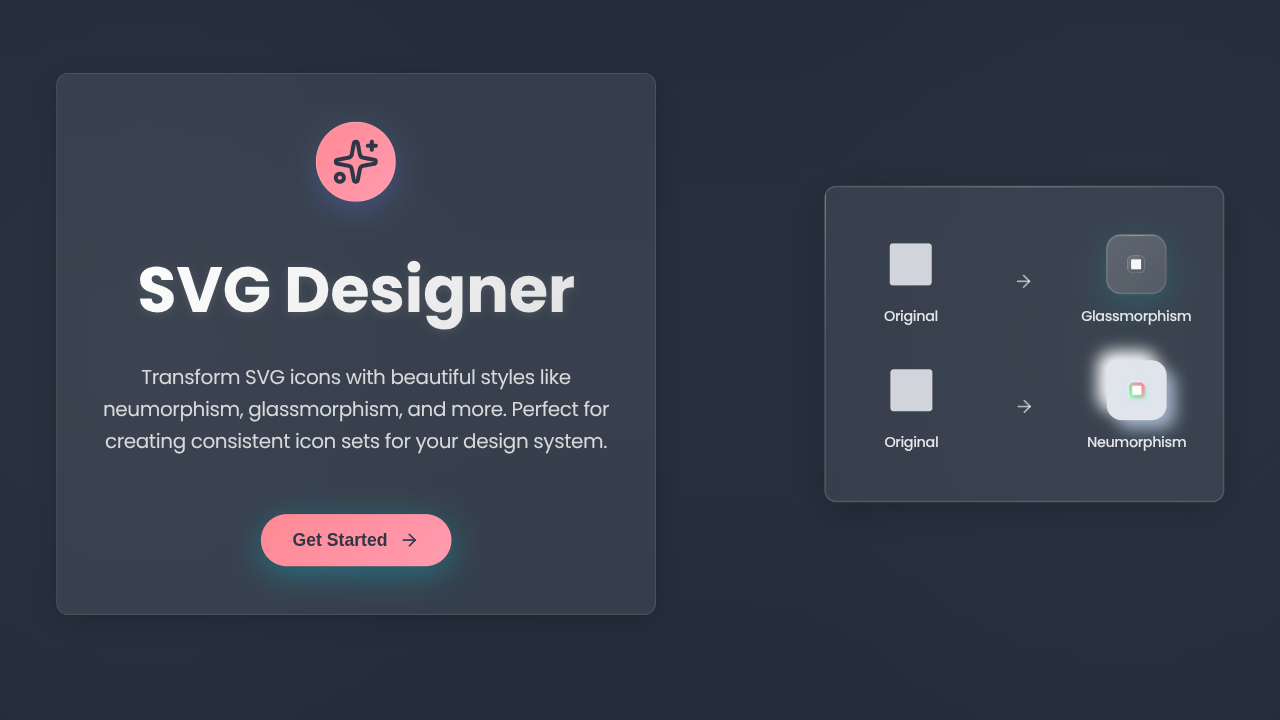 SVG Designer
Transform SVG icons with beautiful styles like
neumorphism, glassmorphism, and more. Perfect for
creating consistent icon sets for your design system.
Get Started
Original
Glassmorphism
Original
Neumorphism